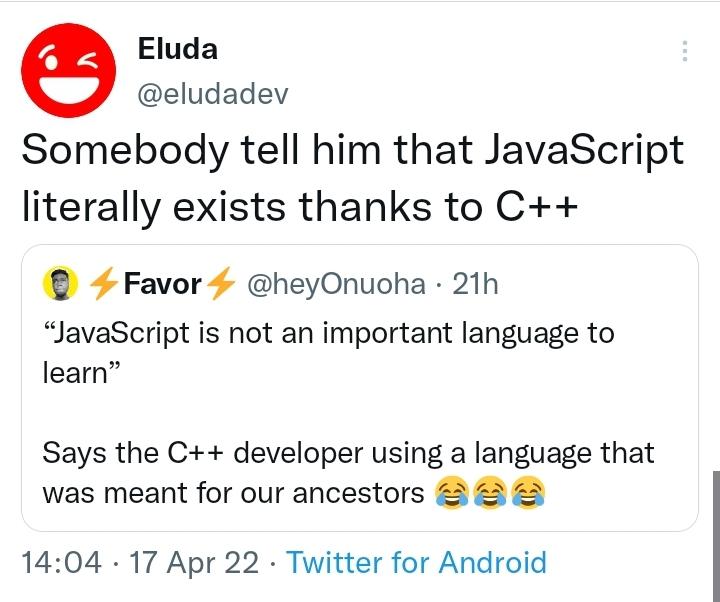 Eluda
@eludadev
Somebody tell him that JavaScript
literally exists thanks to C++
⚡Favor⚡ @heyOnuoha · 21h
“JavaScript is not an important language to
learn”
Says the C++ developer using a language that
was meant for our ancestors 😂😂😂
14:04 · 17 Apr 22 · Twitter for Android